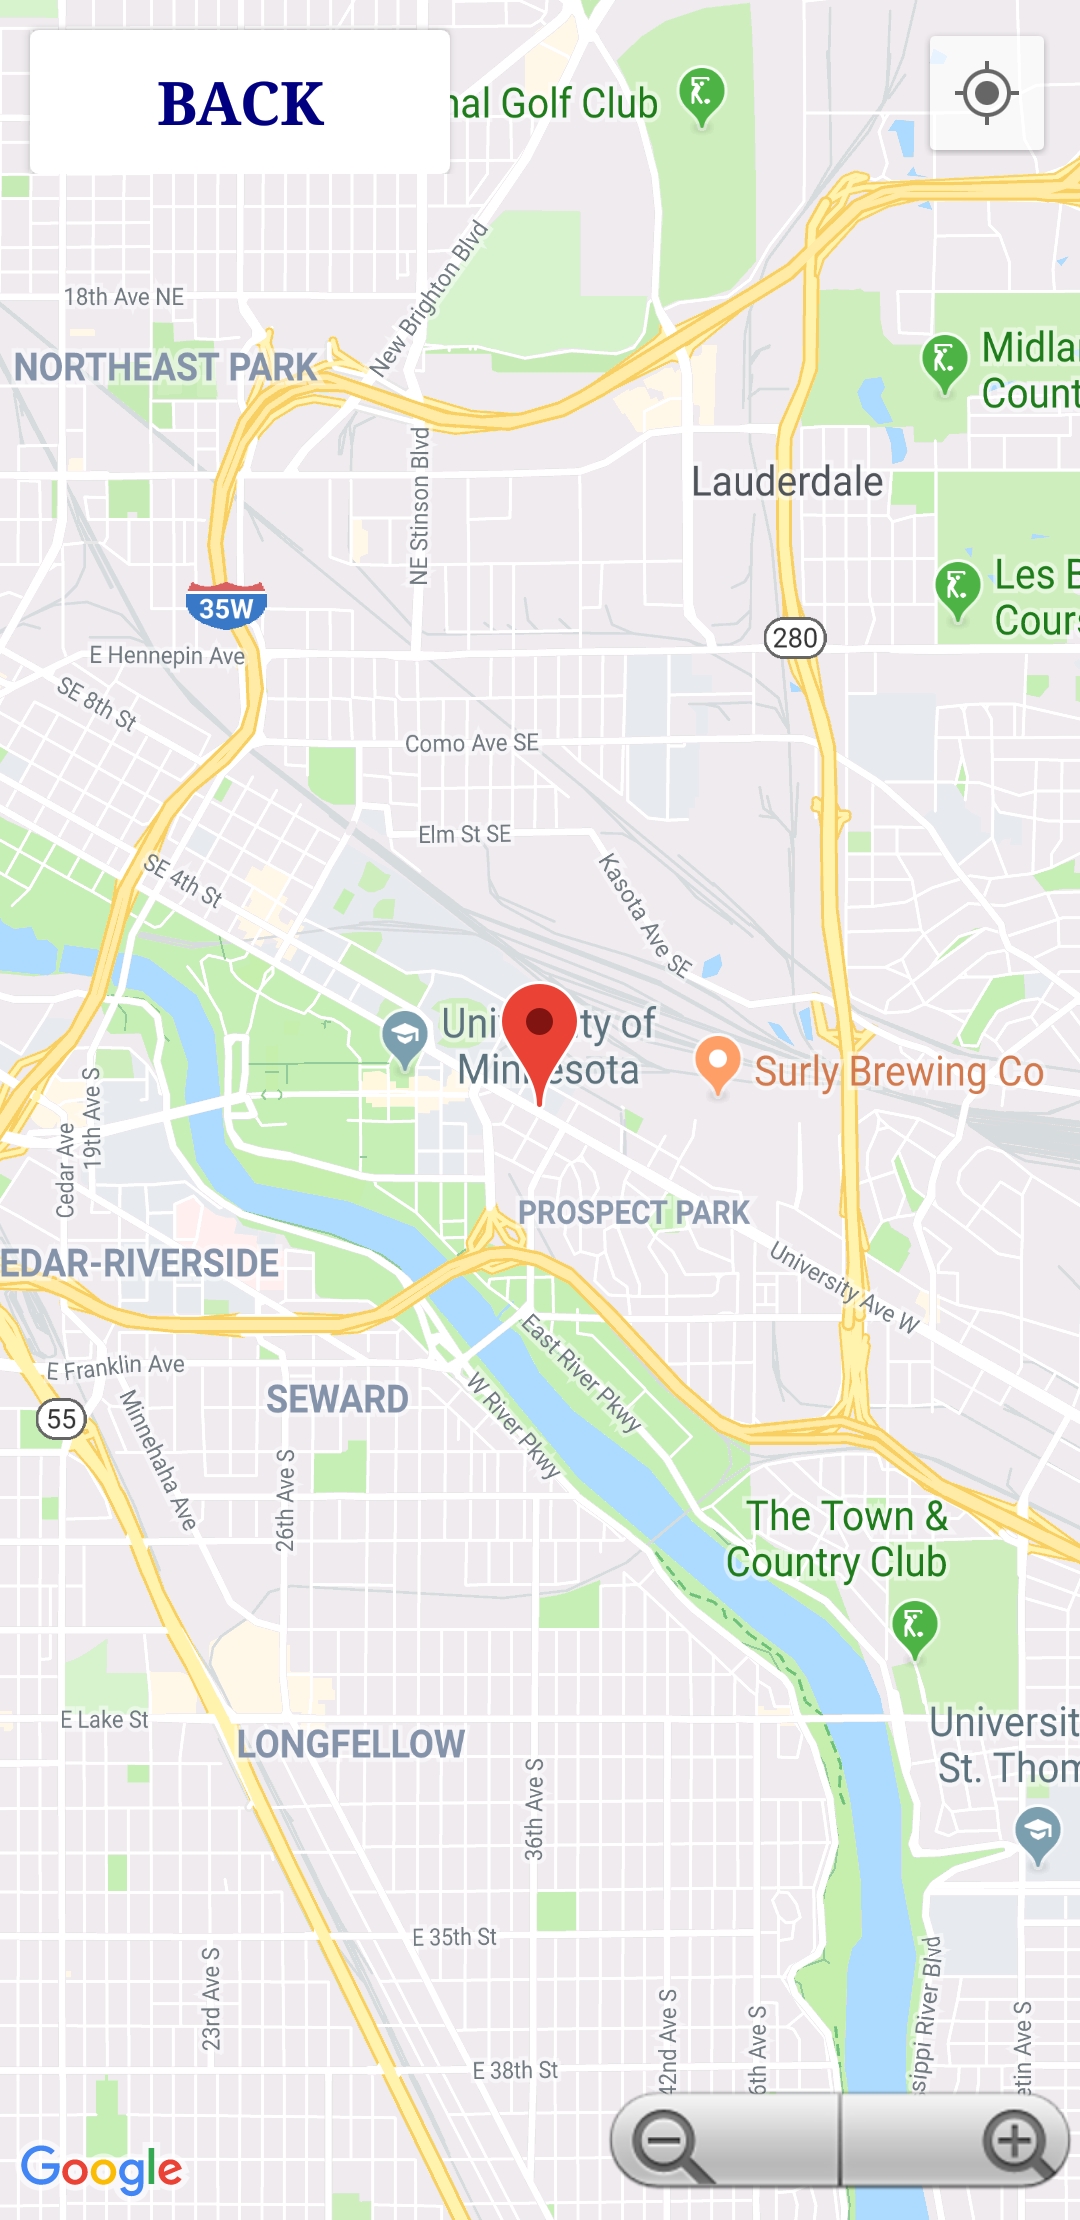 BACK
nal Golf Club
New Brighton Blvd
18th Ave NE
NORTHEAST PARK
Midla
Count
NE Stinson Blvd
Lauderdale
Les B
Cours
35W
280
E Hennepin Ave
SE 8th St
Como Ave SE
Elm St SE
SE 4th St
Kasota Ave SE
Uni ty of
Minnesota
Surly Brewing Co
19th Ave S
Cedar Ave
PROSPECT PARK
EDAR-RIVERSIDE
University Ave W
E Franklin Ave
East River Pkwy
W River Pkwy
SEWARD
55
Minnehaha Ave
26th Ave S
The Town &
Country Club
E Lake St
LONGFELLOW
Universit
St. Thom
36th Ave S
E 35th St
23rd Ave S
42nd Ave S
6th Ave S
sippi River Blvd
etin Ave S
E 38th St
Google